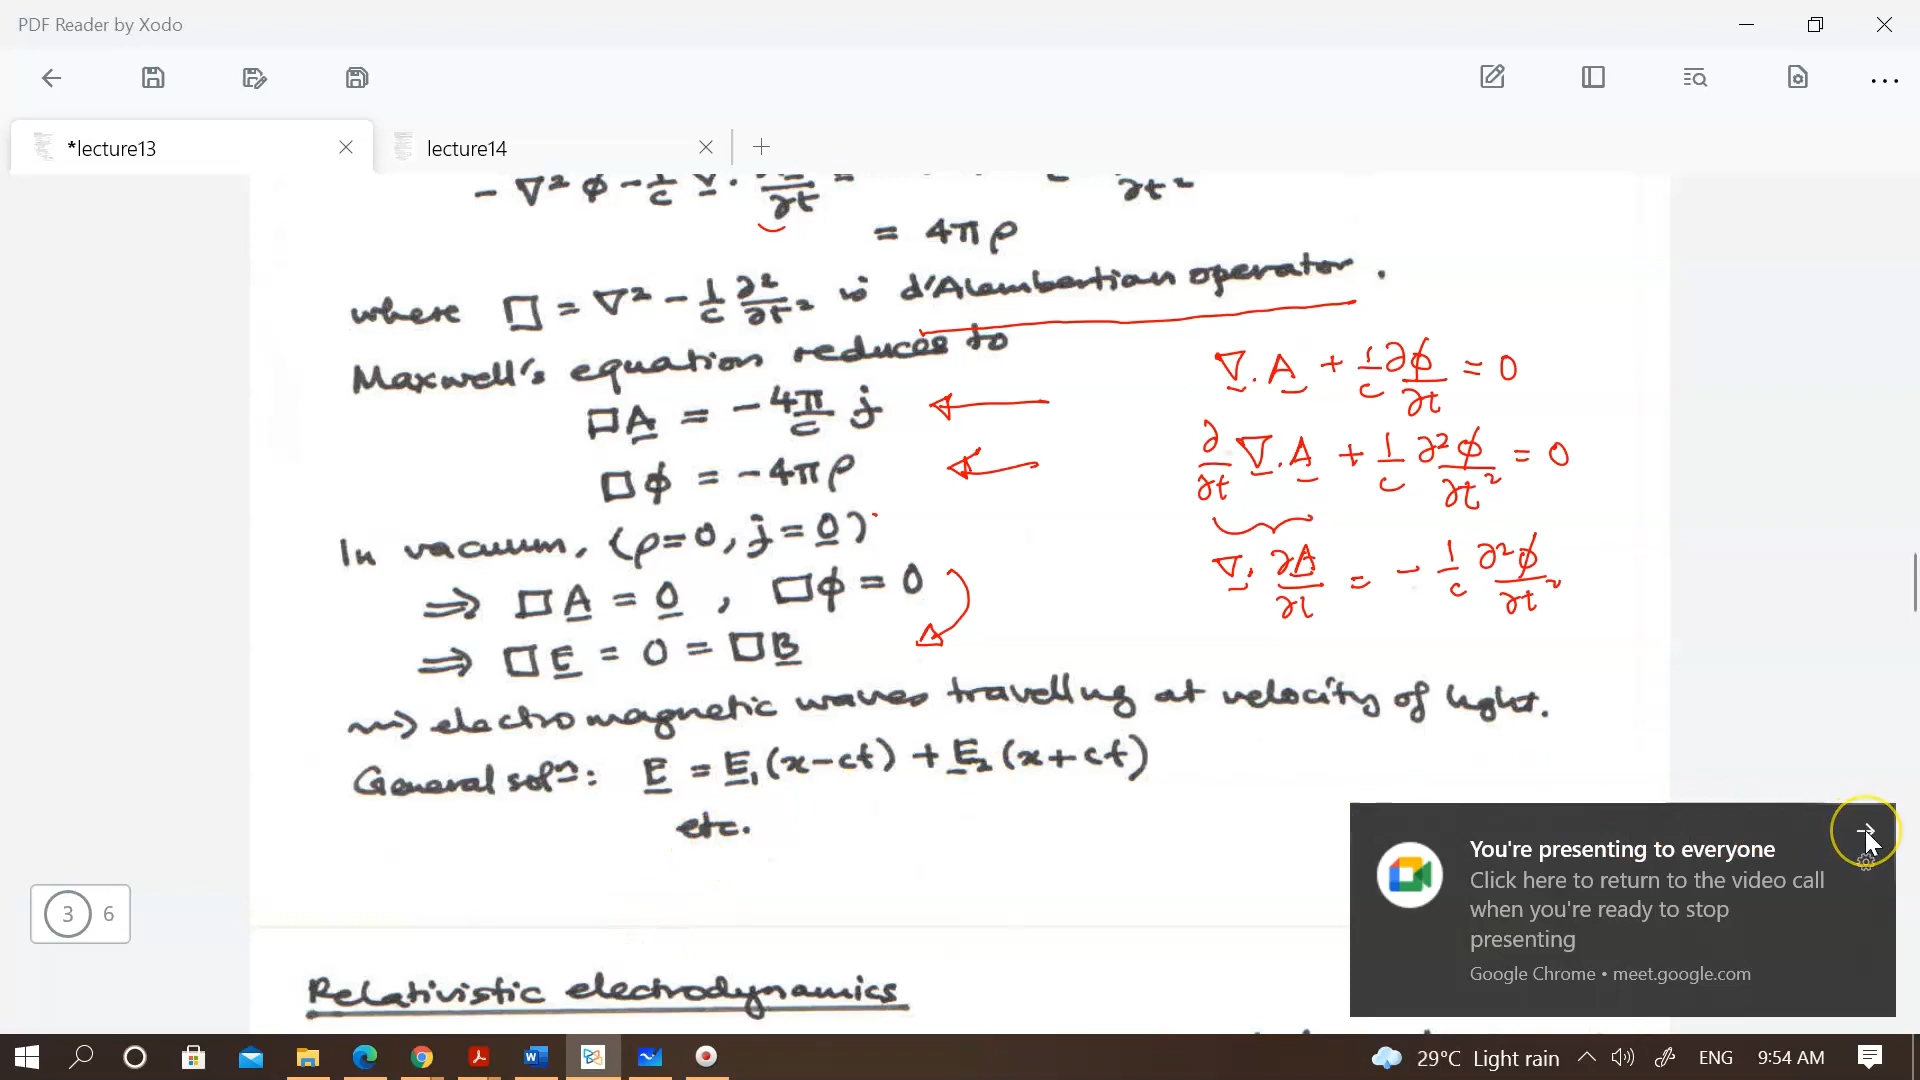 PDF Reader by Xodo
*lecture13
lecture14
- ∇² φ - 1/c ∇ .
∂t
∂t²
= 4πρ
where □ = ∇² - 1/c ∂²/∂t² is d'Alembertian operator.
Maxwell's equation reduces to
□A = - 4π/c j
□φ = -4πρ
In vacuum, (ρ=0, j=0)
⇒ □A = 0 , □φ = 0
⇒ □E = 0 = □B
⇝ electromagnetic waves travelling at velocity of light.
General solⁿ: E = E₁(x-ct) + E₂(x+ct)
etc.
∇.A + 1/c ∂φ/∂t = 0
∂/∂t ∇.A + 1/c ∂²φ/∂t² = 0
∇. ∂A/∂t = - 1/c ∂²φ/∂t²
3 6
Relativistic electrodynamics
You're presenting to everyone
Click here to return to the video call
when you're ready to stop
presenting
Google Chrome • meet.google.com
29°C Light rain
ENG
9:54 AM